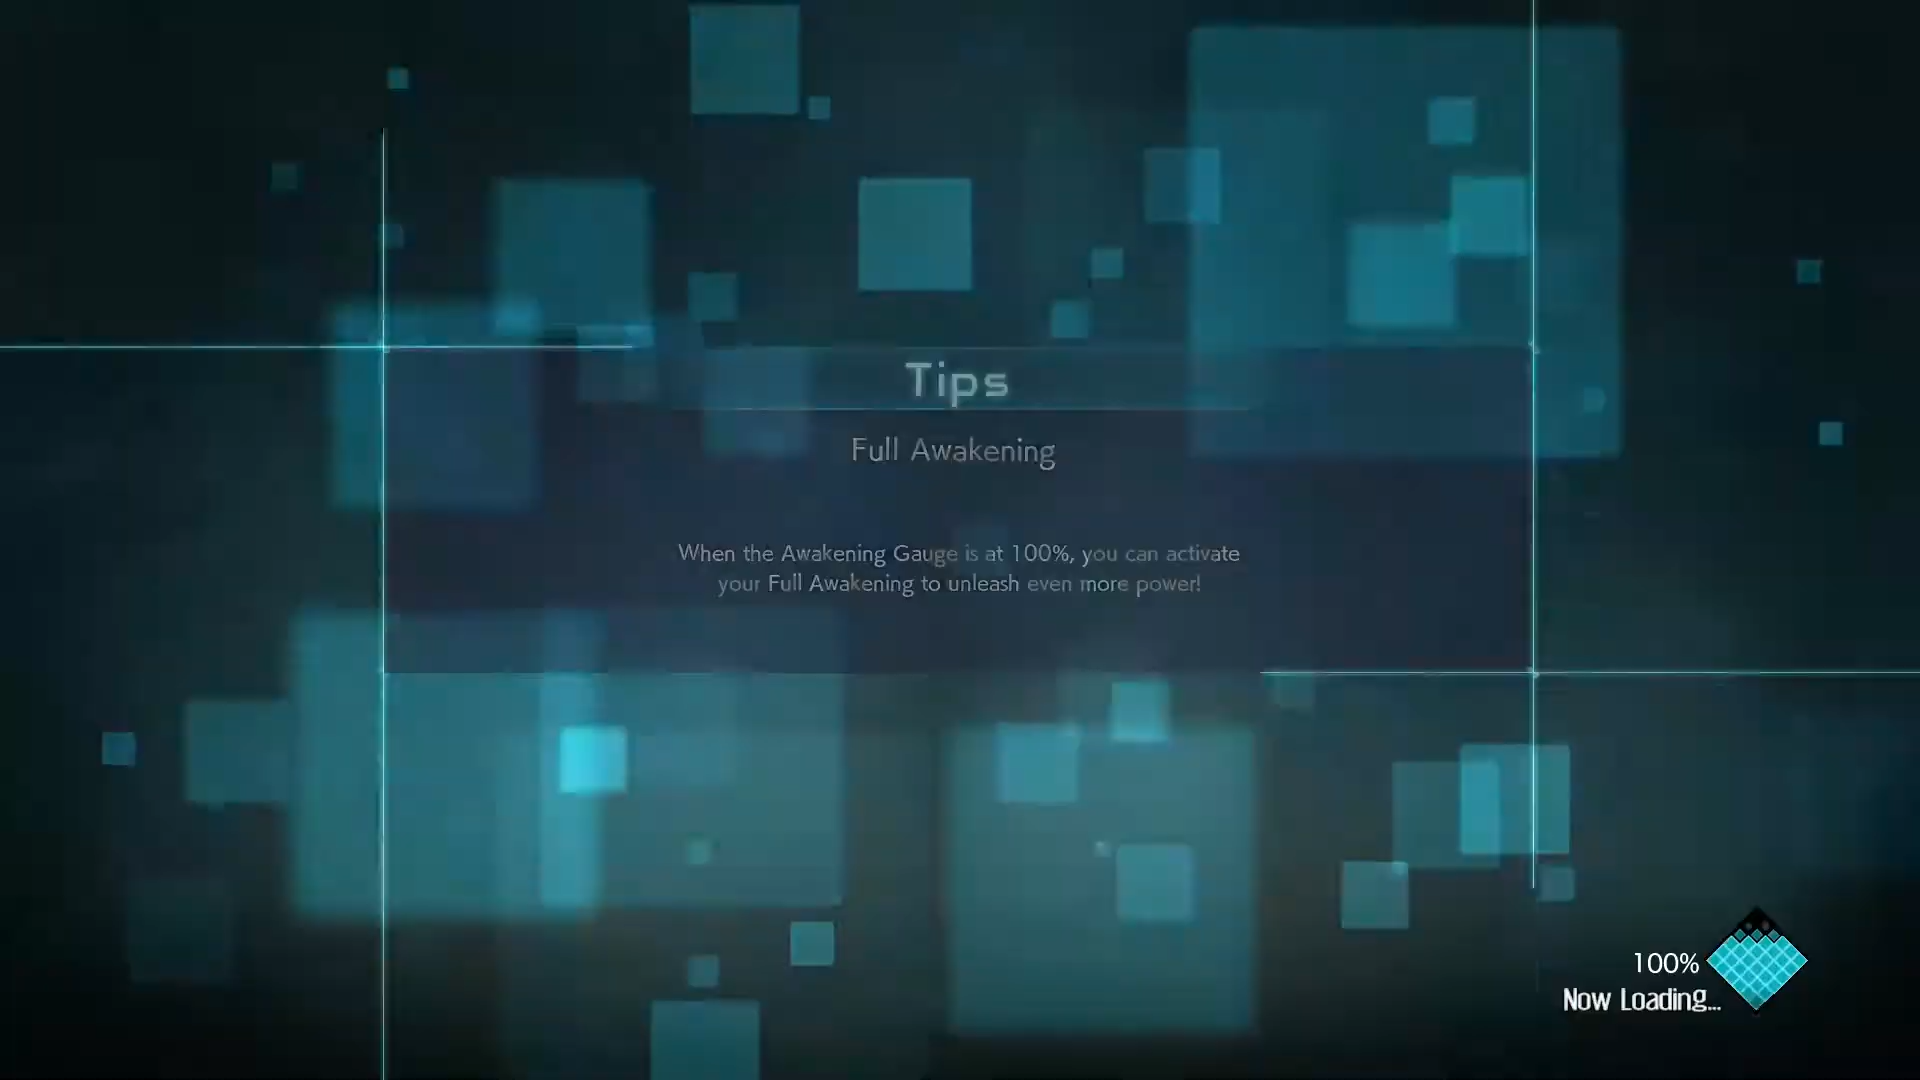 Tips
Full Awakening
When the Awakening Gauge is at 100%, you can activate
your Full Awakening to unleash even more power!
100%
Now Loading...